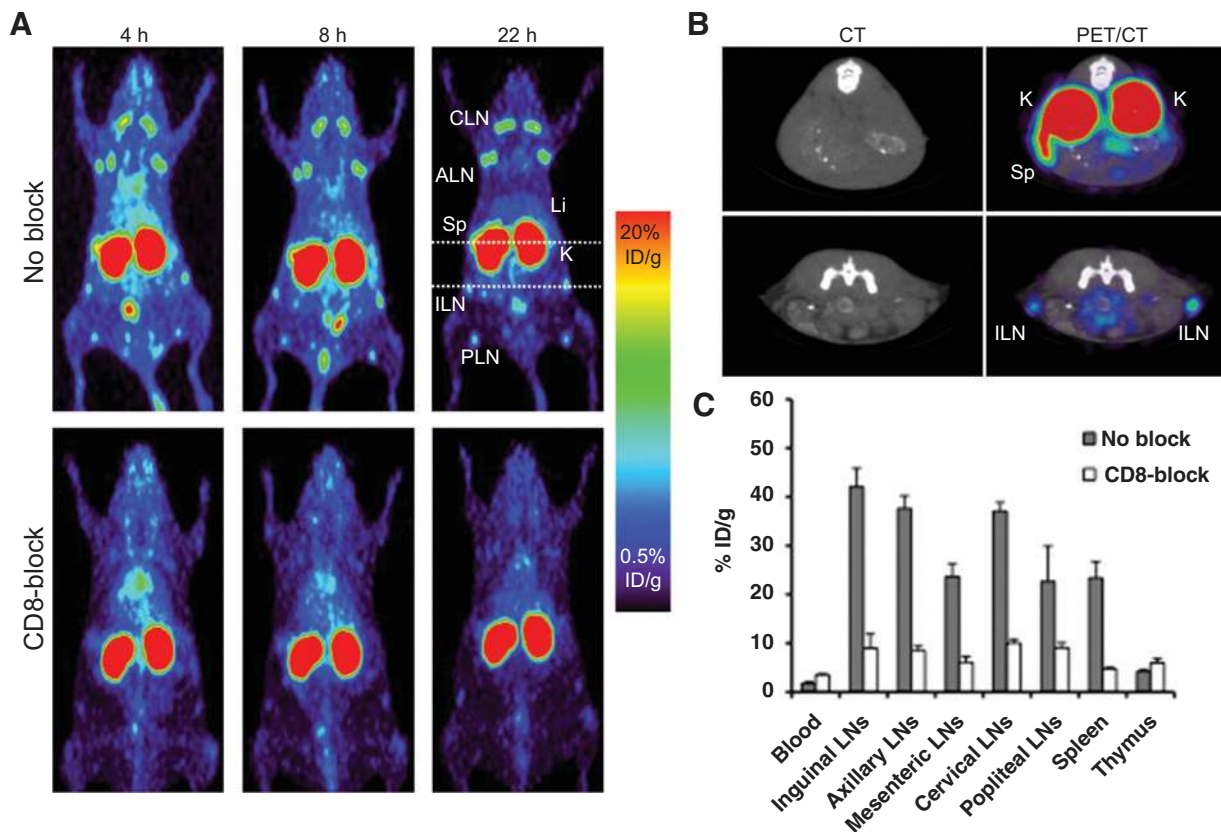 A
4 h
8 h
22 h
No block
CLN
ALN
Sp
Li
K
ILN
PLN
CD8-block
20%
ID/g
0.5%
ID/g
B
CT
PET/CT
K
K
Sp
ILN
ILN
C
% ID/g
60
50
40
30
20
10
0
No block
CD8-block
Blood
Inguinal LNs
Axillary LNs
Mesenteric LNs
Cervical LNs
Popliteal LNs
Spleen
Thymus